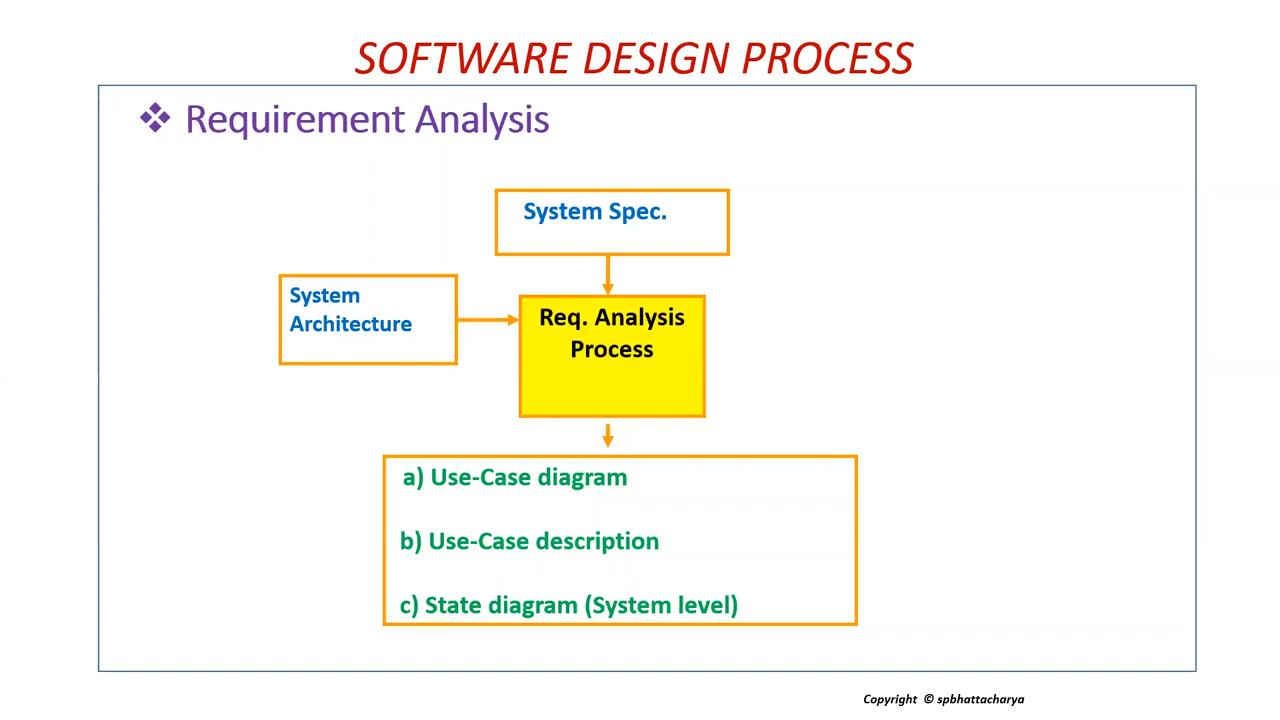 SOFTWARE DESIGN PROCESS
Requirement Analysis
System Spec.
System
Architecture
Req. Analysis
Process
a) Use-Case diagram
b) Use-Case description
c) State diagram (System level)
Copyright © spbhattacharya